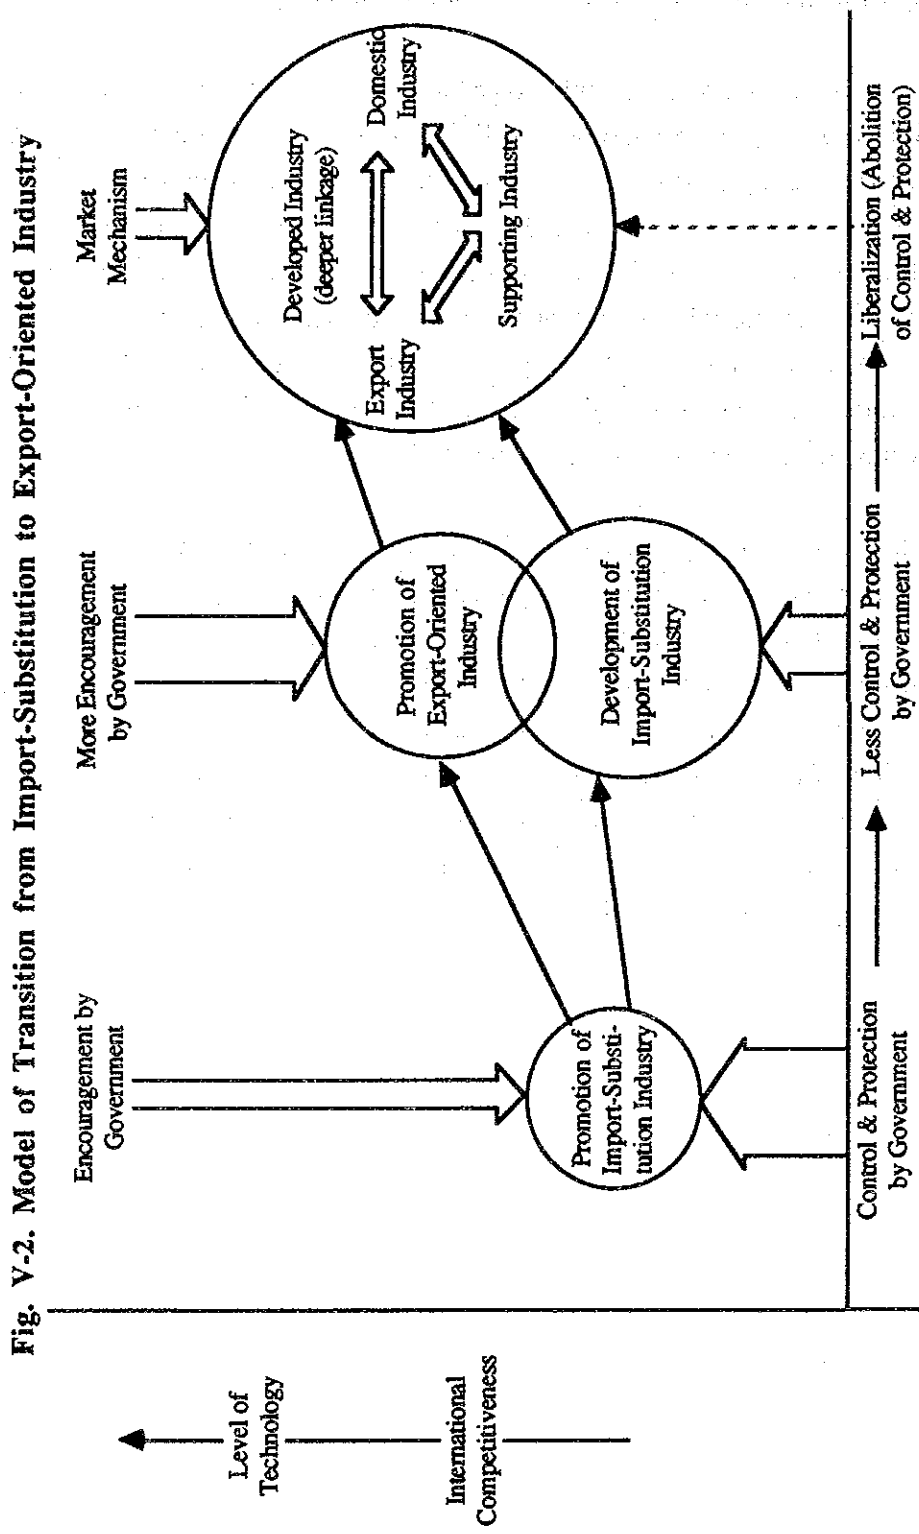 Fig. V-2. Model of Transition from Import-Substitution to Export-Oriented Industry
Level of
Technology
International
Competitiveness
Encouragement by
Government
More Encouragement
by Government
Market
Mechanism
Promotion of
Import-Substi-
tution Industry
Promotion of
Export-Oriented
Industry
Development of
Import-Substitution
Industry
Developed Industry
(deeper linkage)
Export
Industry
Domestic
Industry
Supporting Industry
Control & Protection
by Government
Less Control & Protection
by Government
Liberalization (Abolition
of Control & Protection)